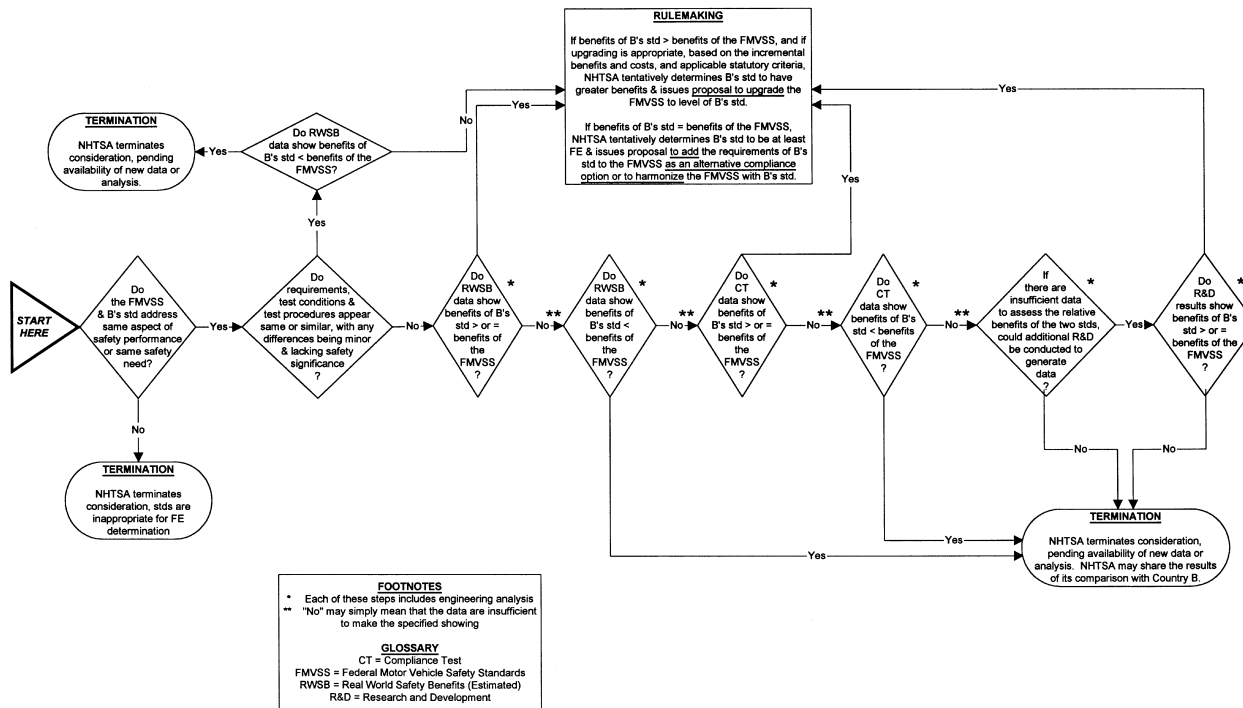 RULEMAKING
If benefits of B's std > benefits of the FMVSS, and if
upgrading is appropriate, based on the incremental
benefits and costs, and applicable statutory criteria,
NHTSA tentatively determines B's std to have
greater benefits & issues proposal to upgrade the
FMVSS to level of B's std.
If benefits of B's std = benefits of the FMVSS,
NHTSA tentatively determines B's std to be at least
FE & issues proposal to add the requirements of B's
std to the FMVSS as an alternative compliance
option or to harmonize the FMVSS with B's std.
No
Yes
Yes
Yes
TERMINATION
NHTSA terminates
consideration, pending
availability of new data or
analysis.
Yes
Do RWSB
data show benefits of
B's std < benefits of the
FMVSS?
Yes
START
HERE
Do
the FMVSS
& B's std address
same aspect of
safety performance
or same safety
need?
Yes
Do
requirements,
test conditions &
test procedures appear
same or similar, with any
differences being minor
& lacking safety
significance
?
No
Do
RWSB
data show
benefits of B's
std > or =
benefits of
the
FMVSS
?
*
No
**
Do
RWSB
data show
benefits of
B's std <
benefits of
the
FMVSS
?
*
No
**
Do
CT
data show
benefits of
B's std > or =
benefits of the
FMVSS
?
*
No
**
Do
CT
data show
benefits of B's
std < benefits
of the
FMVSS
?
*
No
**
If
there are
insufficient data
to assess the relative
benefits of the two stds,
could additional R&D
be conducted to
generate
data
?
*
Yes
Do
R&D
results show
benefits of B's
std > or =
benefits of the
FMVSS
?
*
No
TERMINATION
NHTSA terminates
consideration, stds are
inappropriate for FE
determination
No
No
Yes
Yes
TERMINATION
NHTSA terminates consideration,
pending availability of new data or
analysis. NHTSA may share the results
of its comparison with Country B.
FOOTNOTES
* Each of these steps includes engineering analysis
** "No" may simply mean that the data are insufficient
to make the specified showing
GLOSSARY
CT = Compliance Test
FMVSS = Federal Motor Vehicle Safety Standards
RWSB = Real World Safety Benefits (Estimated)
R&D = Research and Development